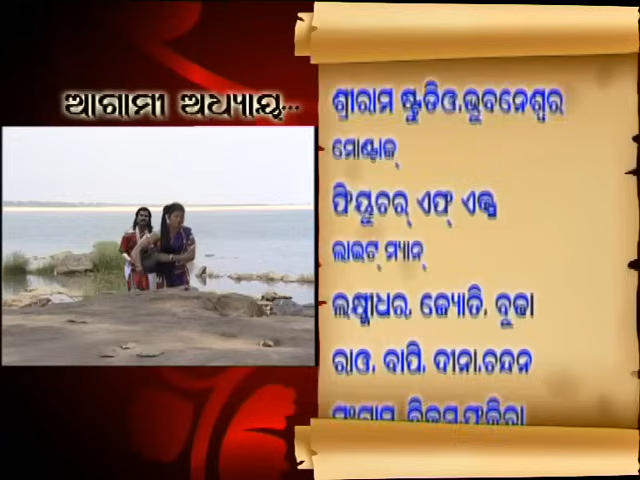 ଆଗାମୀ ଅଧ୍ୟାୟ...
ଶ୍ରୀରାମ ଷ୍ଟୁଡିଓ,ଭୁବନେଶ୍ୱର
ମୋଣ୍ଟାଜ୍
ଫିୟୁଚର୍ ଏଫ୍ ଏକ୍ସ
ଲାଇଟ୍ ମ୍ୟାନ୍
ଲକ୍ଷ୍ମୀଧର, ଜ୍ୟୋତି, ବୁଢା
ରାଓ, ବାପି, ଦୀନା,ଚନ୍ଦନ